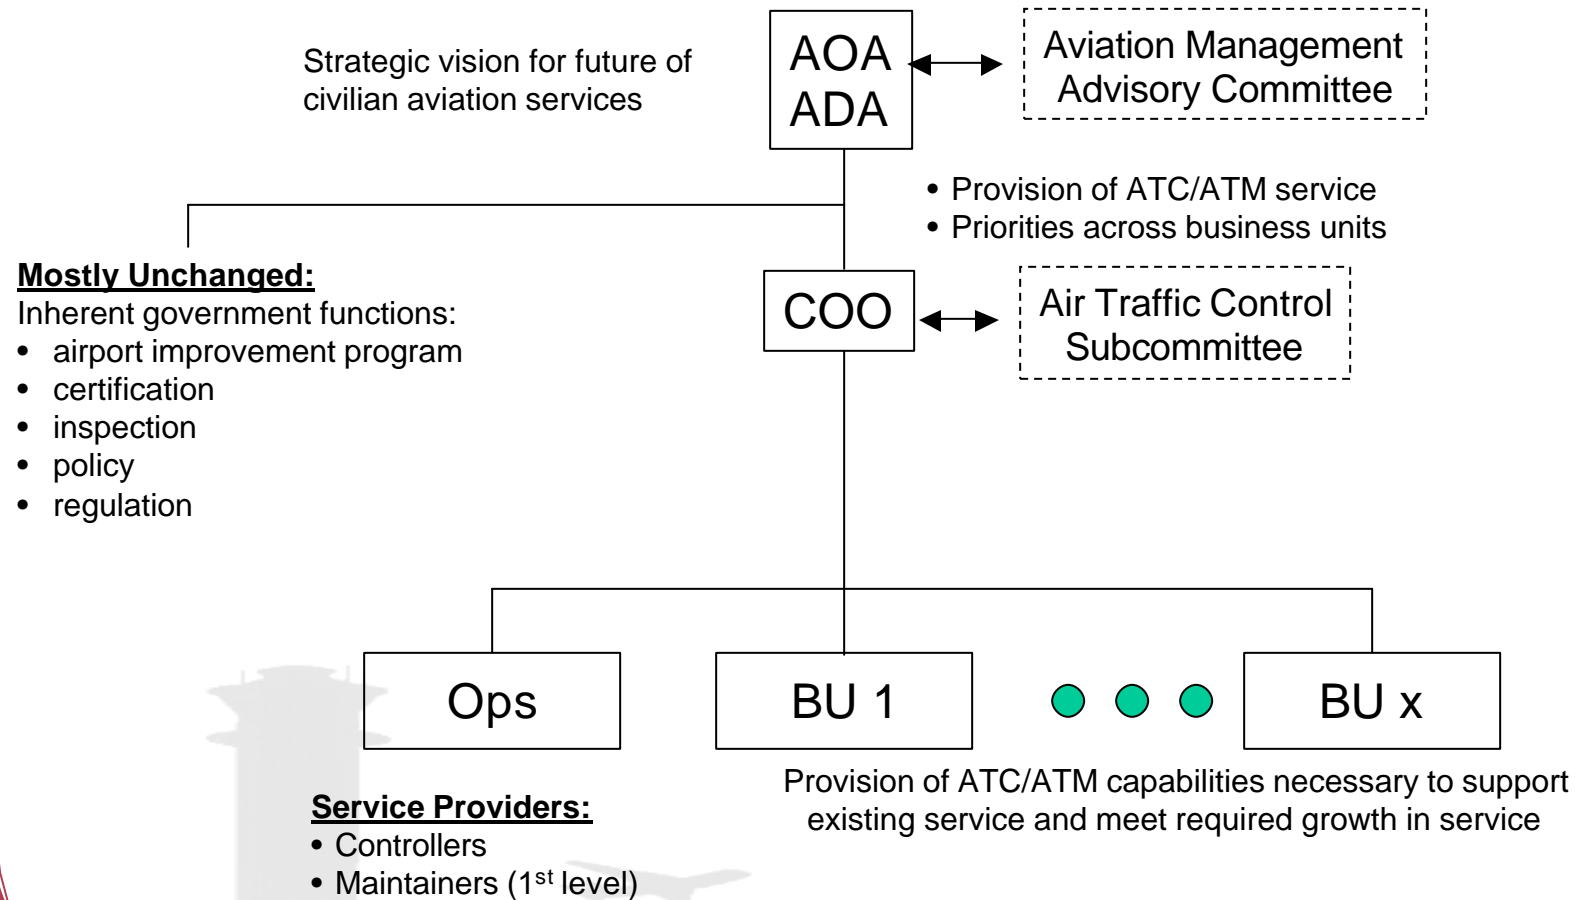 Strategic vision for future of
civilian aviation services
AOA
ADA
Aviation Management
Advisory Committee
• Provision of ATC/ATM service
• Priorities across business units
Mostly Unchanged:
Inherent government functions:
• airport improvement program
• certification
• inspection
• policy
• regulation
COO
Air Traffic Control
Subcommittee
Ops
BU 1
BU x
Service Providers:
• Controllers
• Maintainers (1st level)
Provision of ATC/ATM capabilities necessary to support
existing service and meet required growth in service